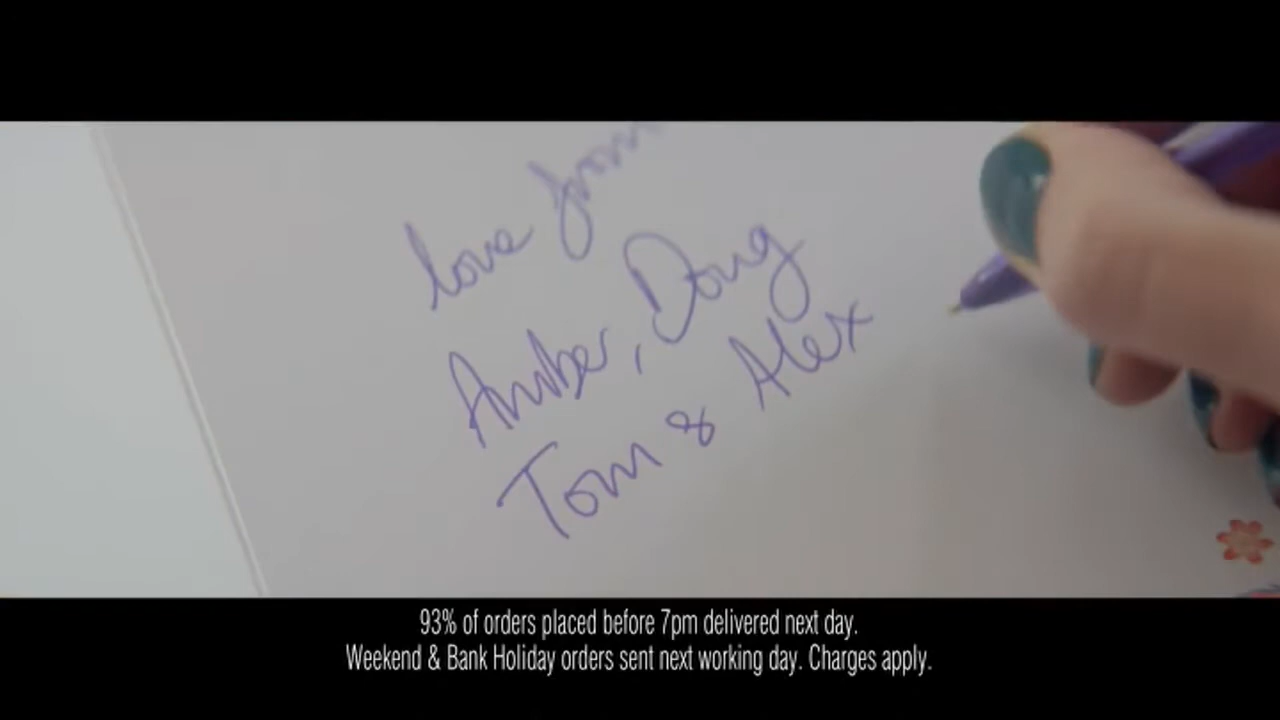 love from
Amber, Doug
Tom & Alex
93% of orders placed before 7pm delivered next day.
Weekend & Bank Holiday orders sent next working day. Charges apply.